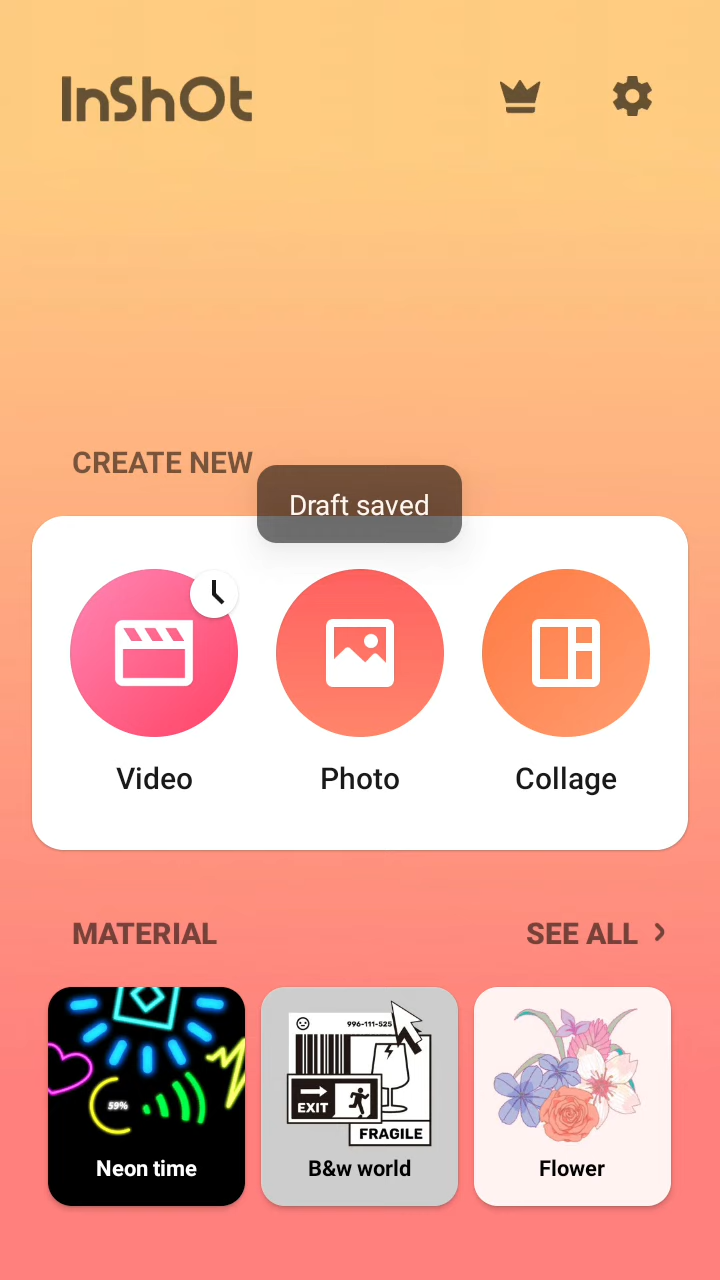 InShOt
CREATE NEW
Draft saved
Video
Photo
Collage
MATERIAL
SEE ALL
59%
Neon time
996-111-525
EXIT
FRAGILE
B&w world
Flower